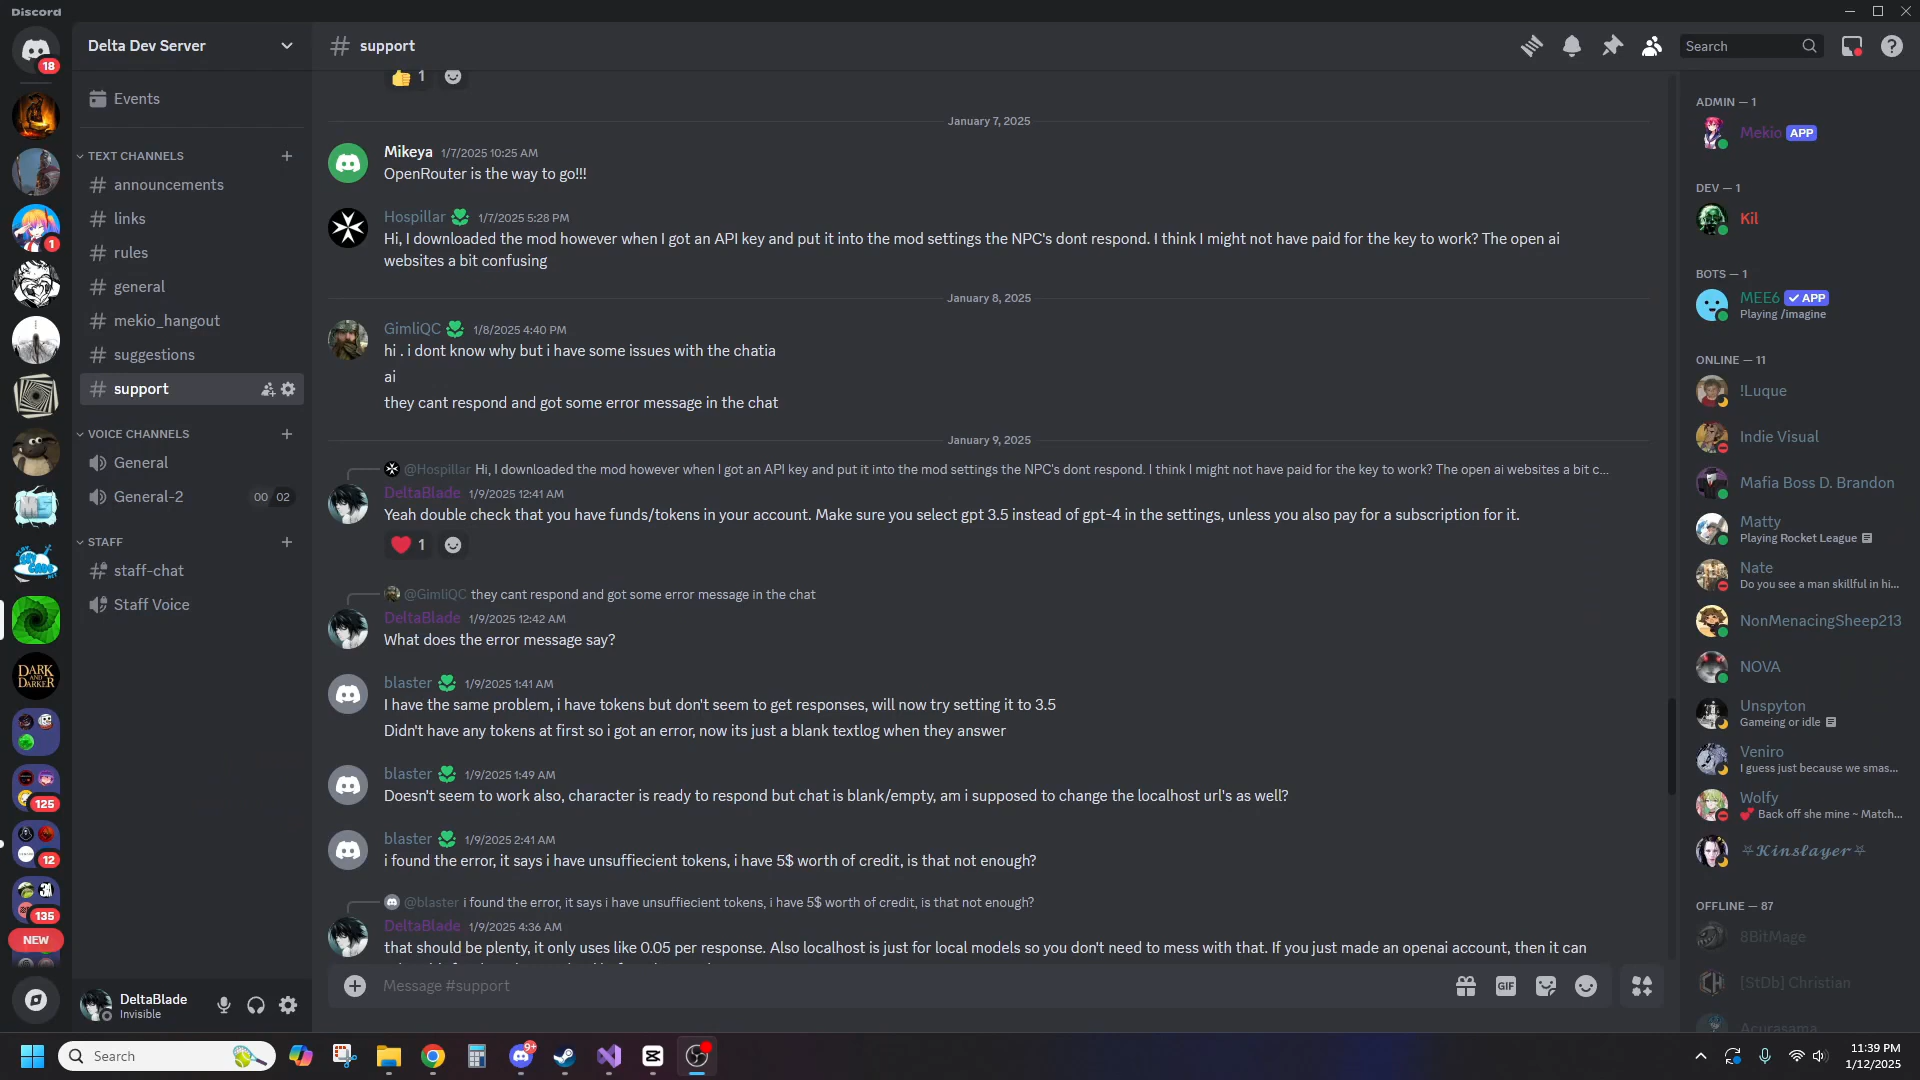 Discord
18
Delta Dev Server
Events
TEXT CHANNELS
announcements
links
1
rules
general
mekio_hangout
suggestions
support
VOICE CHANNELS
General
General-2
00 02
STAFF
staff-chat
Staff Voice
DARK
AND
DARKER
125
12
135
NEW
DeltaBlade
Invisible
support
Search
1
January 7, 2025
Mikeya 1/7/2025 10:25 AM
OpenRouter is the way to go!!!
Hospillar 1/7/2025 5:28 PM
Hi, I downloaded the mod however when I got an API key and put it into the mod settings the NPC's dont respond. I think I might not have paid for the key to work? The open ai
websites a bit confusing
January 8, 2025
GimliQC 1/8/2025 4:40 PM
hi . i dont know why but i have some issues with the chatia
ai
they cant respond and got some error message in the chat
January 9, 2025
@Hospillar Hi, I downloaded the mod however when I got an API key and put it into the mod settings the NPC's dont respond. I think I might not have paid for the key to work? The open ai websites a bit c...
DeltaBlade 1/9/2025 12:41 AM
Yeah double check that you have funds/tokens in your account. Make sure you select gpt 3.5 instead of gpt-4 in the settings, unless you also pay for a subscription for it.
1
@GimliQC they cant respond and got some error message in the chat
DeltaBlade 1/9/2025 12:42 AM
What does the error message say?
blaster 1/9/2025 1:41 AM
I have the same problem, i have tokens but don't seem to get responses, will now try setting it to 3.5
Didn't have any tokens at first so i got an error, now its just a blank textlog when they answer
blaster 1/9/2025 1:49 AM
Doesn't seem to work also, character is ready to respond but chat is blank/empty, am i supposed to change the localhost url's as well?
blaster 1/9/2025 2:41 AM
i found the error, it says i have unsuffiecient tokens, i have 5$ worth of credit, is that not enough?
@blaster i found the error, it says i have unsuffiecient tokens, i have 5$ worth of credit, is that not enough?
DeltaBlade 1/9/2025 4:36 AM
that should be plenty, it only uses like 0.05 per response. Also localhost is just for local models so you don't need to mess with that. If you just made an openai account, then it can
Message #support
GIF
ADMIN — 1
Mekio APP
DEV — 1
Kil
BOTS — 1
MEE6 APP
Playing /imagine
ONLINE — 11
!Luque
Indie Visual
Mafia Boss D. Brandon
Matty
Playing Rocket League
Nate
Do you see a man skillful in hi...
NonMenacingSheep213
NOVA
Unspyton
Gameing or idle
Veniro
I guess just because we smas...
Wolfy
Back off she mine ~ Match...
⛧𝓚𝓲𝓷𝓼𝓵𝓪𝔂𝓮𝓻⛧
OFFLINE — 87
8BitMage
[StDb] Christian
Acurasama
Search
9+
11:39 PM
1/12/2025